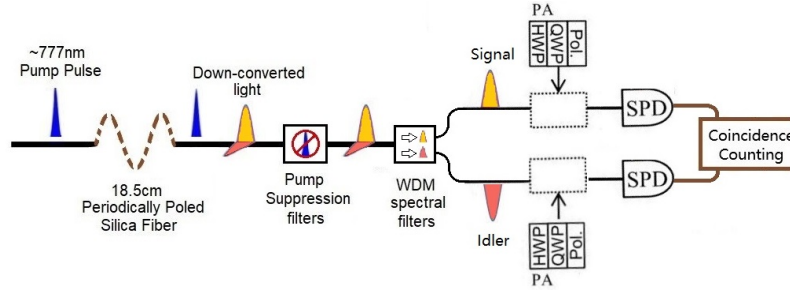 ~777nm
Pump Pulse
Down-converted
light
18.5cm
Periodically Poled
Silica Fiber
Pump
Suppression
filters
WDM
spectral
filters
Signal
Idler
PA
HWP
QWP
Pol.
SPD
Coincidence
Counting
SPD
HWP
QWP
Pol.
PA